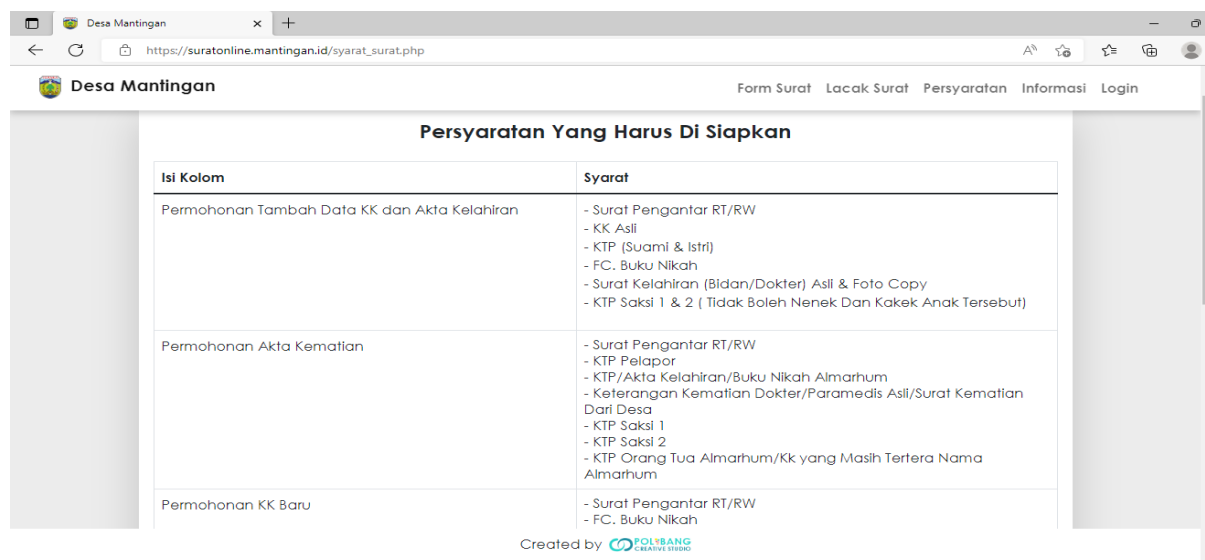 Desa Mantingan
https://suratonline.mantingan.id/syarat_surat.php
Desa Mantingan
Form Surat Lacak Surat Persyaratan Informasi Login
Persyaratan Yang Harus Di Siapkan
Isi Kolom
Syarat
Permohonan Tambah Data KK dan Akta Kelahiran
- Surat Pengantar RT/RW
- KK Asli
- KTP (Suami & Istri)
- FC. Buku Nikah
- Surat Kelahiran (Bidan/Dokter) Asli & Foto Copy
- KTP Saksi 1 & 2 ( Tidak Boleh Nenek Dan Kakek Anak Tersebut)
Permohonan Akta Kematian
- Surat Pengantar RT/RW
- KTP Pelapor
- KTP/Akta Kelahiran/Buku Nikah Almarhum
- Keterangan Kematian Dokter/Paramedis Asli/Surat Kematian
Dari Desa
- KTP Saksi 1
- KTP Saksi 2
- KTP Orang Tua Almarhum/Kk yang Masih Tertera Nama
Almarhum
Permohonan KK Baru
- Surat Pengantar RT/RW
- FC. Buku Nikah
Created by POLYBANG
CREATIVE STUDIO